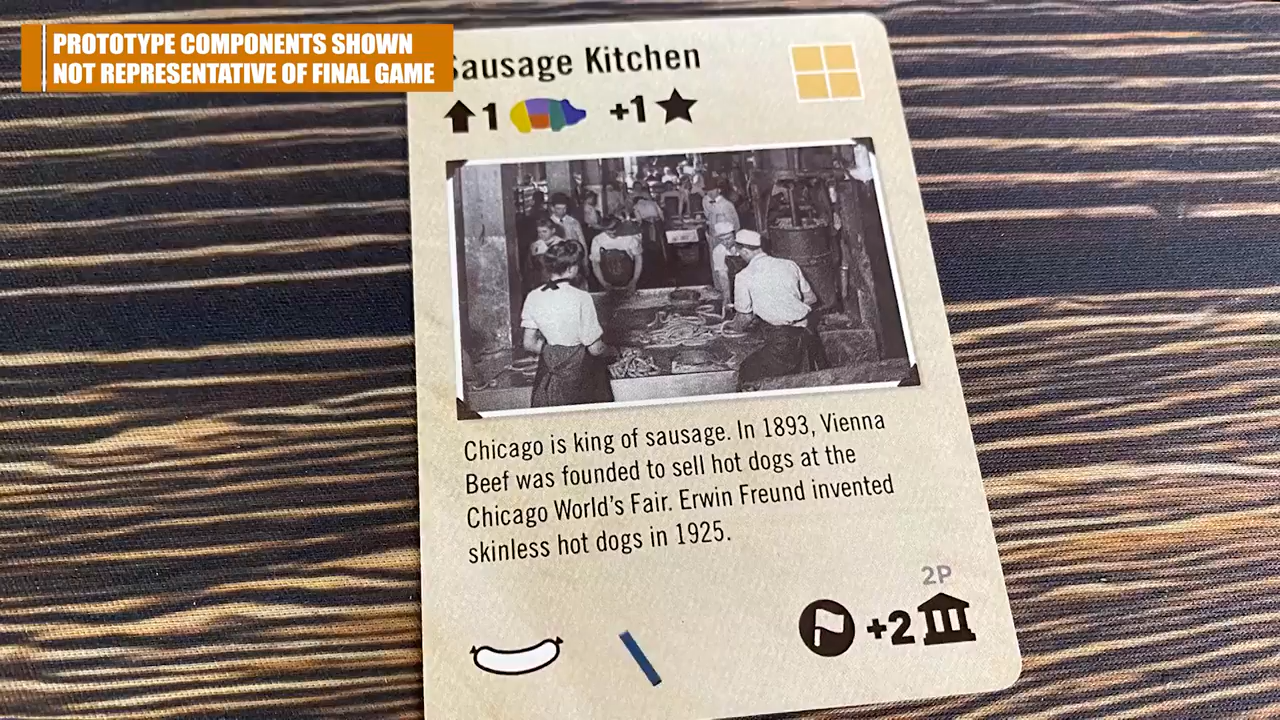 PROTOTYPE COMPONENTS SHOWN
NOT REPRESENTATIVE OF FINAL GAME
Sausage Kitchen
1 +1
Chicago is king of sausage. In 1893, Vienna
Beef was founded to sell hot dogs at the
Chicago World's Fair. Erwin Freund invented
skinless hot dogs in 1925.
2P
+2